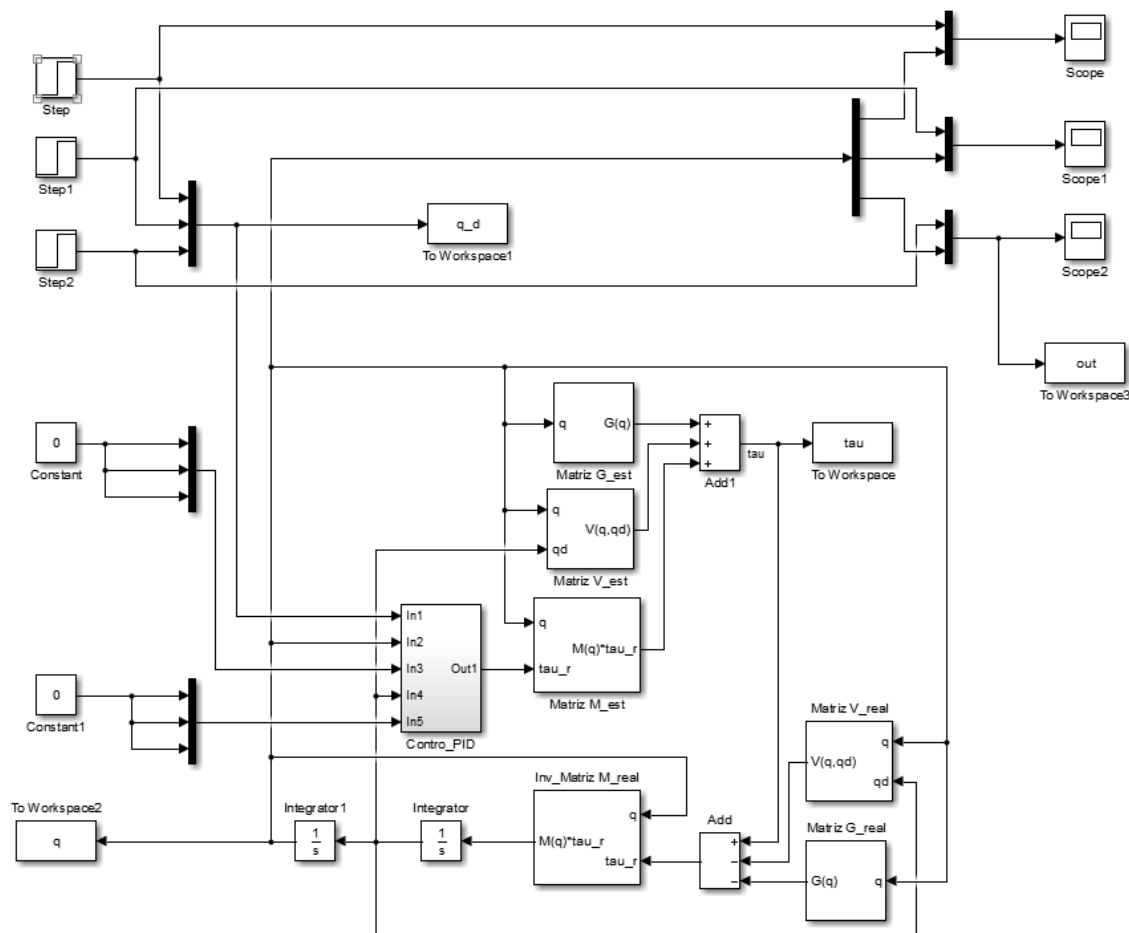 Scope
Step
Step1
Scope1
q_d
To Workspace1
Step2
Scope2
out
To Workspace3
q
G(q)
Matriz G_est
+
+
+
tau
Add1
tau
To Workspace
0
Constant
q
qd
V(q,qd)
Matriz V_est
In1
In2
In3
In4
In5
Out1
Contro_PID
q
tau_r
M(q)*tau_r
Matriz M_est
0
Constant1
Matriz V_real
q
V(q,qd)
qd
To Workspace2
q
Integrator1
1
s
Integrator
1
s
Inv_Matriz M_real
q
M(q)*tau_r
tau_r
Add
+
−
−
Matriz G_real
G(q)
q